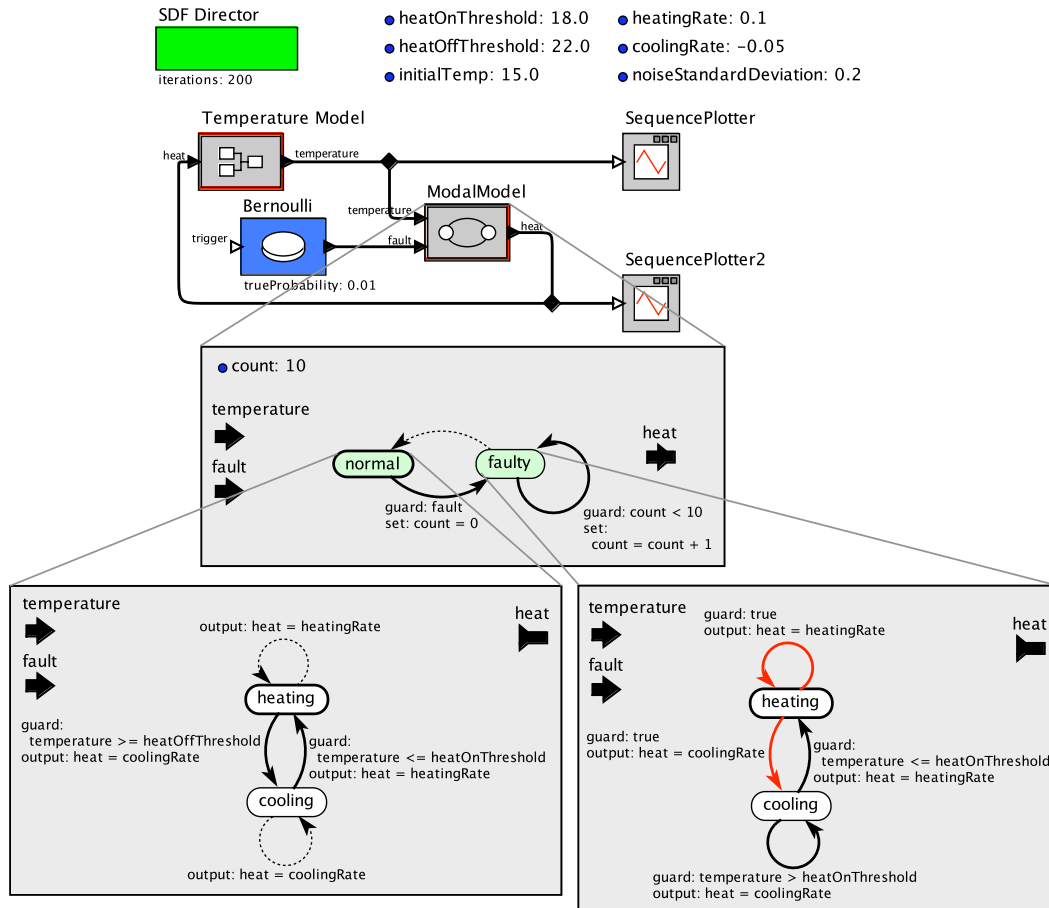 SDF Director
iterations: 200
heatOnThreshold: 18.0
heatOffThreshold: 22.0
initialTemp: 15.0
heatingRate: 0.1
coolingRate: -0.05
noiseStandardDeviation: 0.2
Temperature Model
heat
temperature
SequencePlotter
Bernoulli
trigger
trueProbability: 0.01
ModalModel
temperature
fault
heat
SequencePlotter2
count: 10
temperature
fault
heat
normal
faulty
guard: fault
set: count = 0
guard: count < 10
set:
count = count + 1
temperature
fault
heat
output: heat = heatingRate
heating
guard:
temperature >= heatOffThreshold
output: heat = coolingRate
guard:
temperature <= heatOnThreshold
output: heat = heatingRate
cooling
output: heat = coolingRate
temperature
fault
heat
guard: true
output: heat = heatingRate
heating
guard: true
output: heat = coolingRate
guard:
temperature <= heatOnThreshold
output: heat = heatingRate
cooling
guard: temperature > heatOnThreshold
output: heat = coolingRate